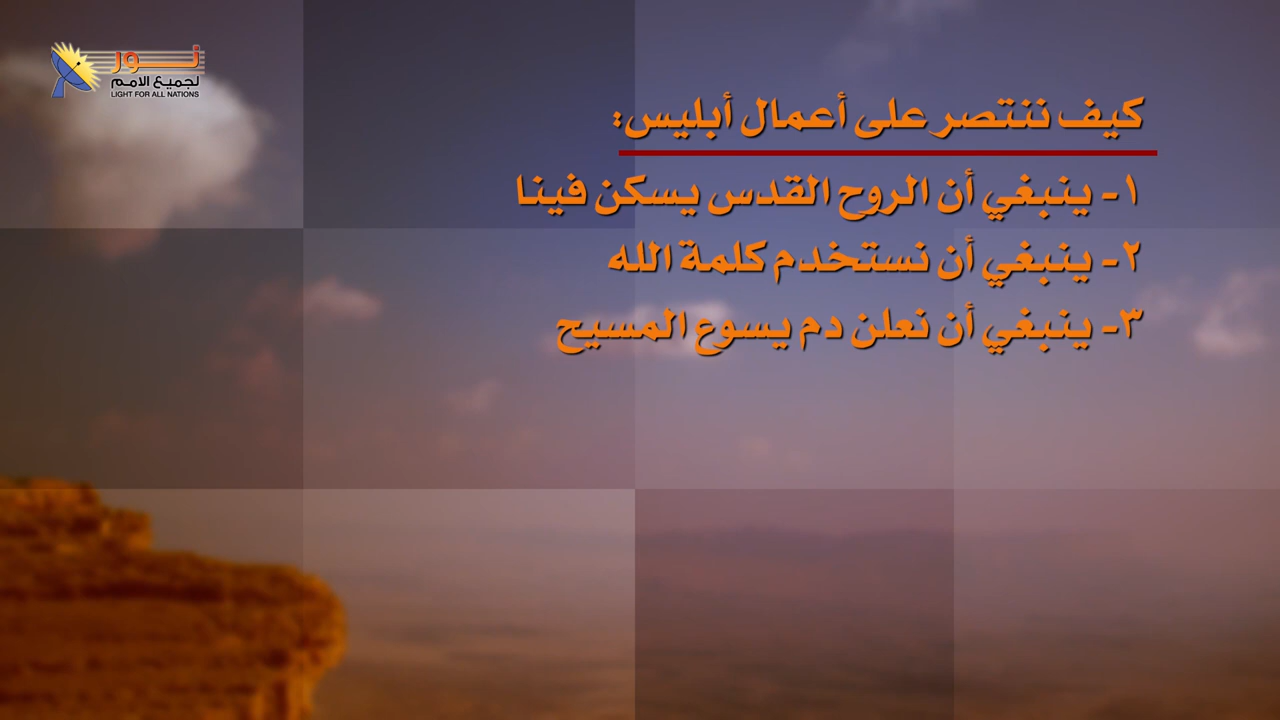 نور
لجميع الامم
LIGHT FOR ALL NATIONS
كيف ننتصر على أعمال أبليس:
١- ينبغي أن الروح القدس يسكن فينا
٢- ينبغي أن نستخدم كلمة الله
٣- ينبغي أن نعلن دم يسوع المسيح